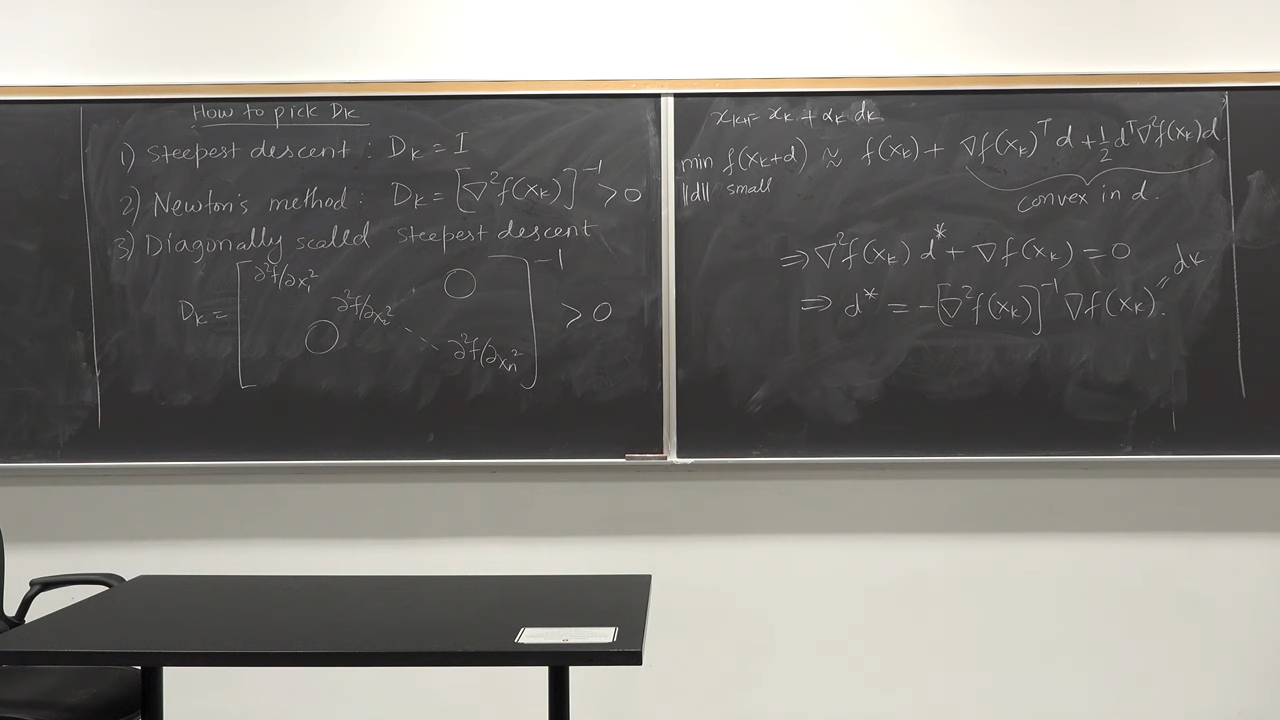 How to pick Dₖ
1) Steepest descent : Dₖ = I
2) Newton's method : Dₖ = [∇²f(xₖ)]⁻¹ > 0
3) Diagonally scaled steepest descent
Dₖ = [∂²f/∂x₁² ∂²f/∂x₂² ⋱ ∂²f/∂xₙ² ○ ○]⁻¹ > 0
xₖ₊₁ = xₖ + αₖ dₖ
min f(xₖ+d) ≈ f(xₖ) + ∇f(xₖ)ᵀ d + ½ dᵀ ∇²f(xₖ) d
||d|| small
convex in d.
⇒ ∇²f(xₖ) d* + ∇f(xₖ) = 0
⇒ d* = -[∇²f(xₖ)]⁻¹ ∇f(xₖ). = dₖ